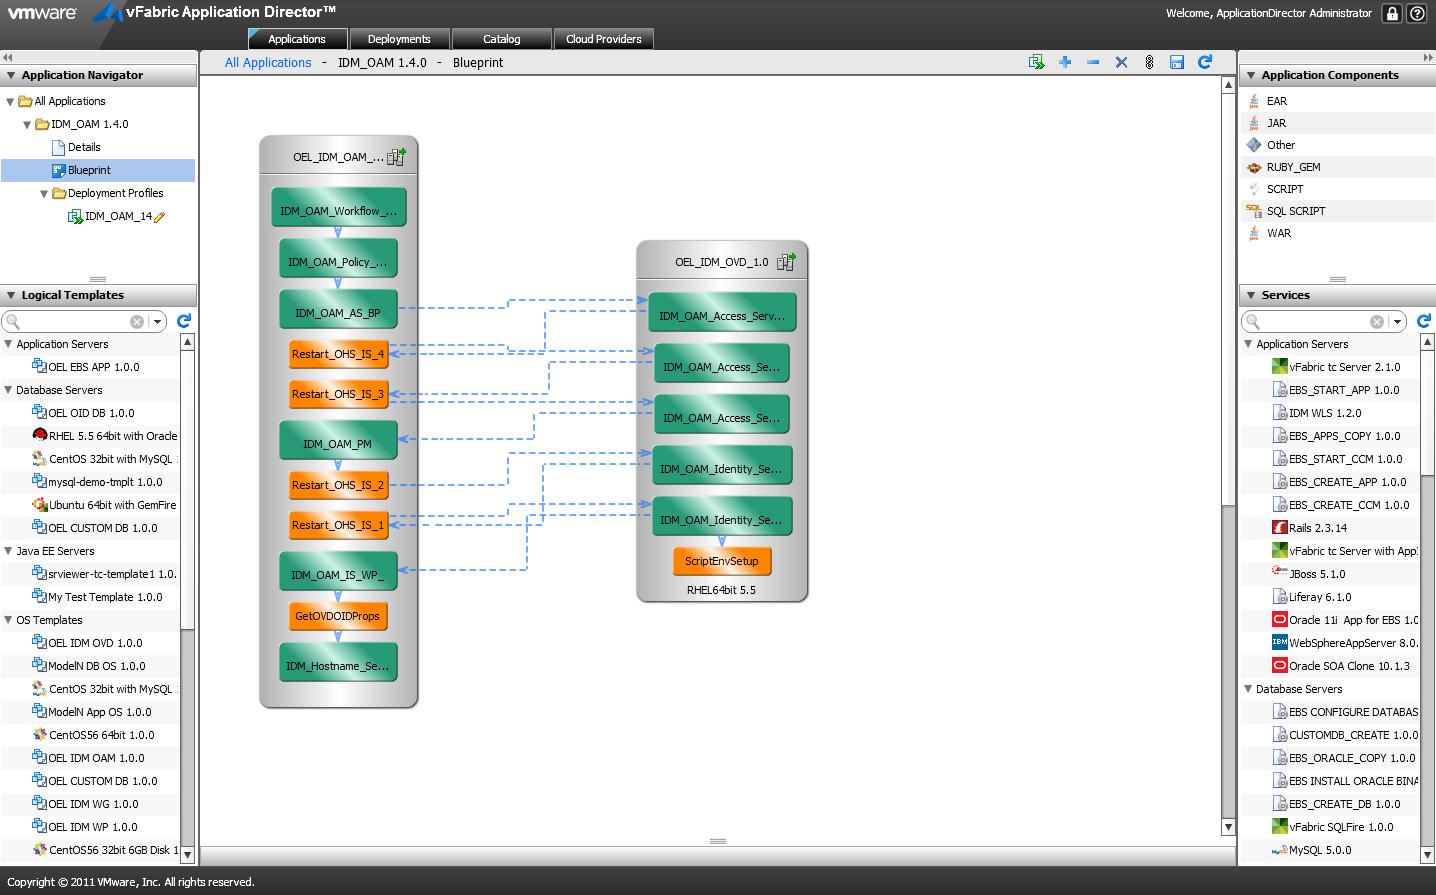 vmware vFabric Application Director™
Welcome, ApplicationDirector Administrator
Applications
Deployments
Catalog
Cloud Providers
Application Navigator
All Applications
IDM_OAM 1.4.0
Details
Blueprint
Deployment Profiles
IDM_OAM_14
Logical Templates
Application Servers
OEL EBS APP 1.0.0
Database Servers
OEL OID DB 1.0.0
RHEL 5.5 64bit with Oracle
CentOS 32bit with MySQL
mysql-demo-tmplt 1.0.0
Ubuntu 64bit with GemFire
OEL CUSTOM DB 1.0.0
Java EE Servers
srviewer-tc-template1 1.0.
My Test Template 1.0.0
OS Templates
OEL IDM OVD 1.0.0
ModelN DB OS 1.0.0
CentOS 32bit with MySQL
ModelN App OS 1.0.0
CentOS56 64bit 1.0.0
OEL IDM OAM 1.0.0
OEL CUSTOM DB 1.0.0
OEL IDM WG 1.0.0
OEL IDM WP 1.0.0
CentOS56 32bit 6GB Disk 1
All Applications - IDM_OAM 1.4.0 - Blueprint
OEL_IDM_OAM_...
IDM_OAM_Workflow_...
IDM_OAM_Policy_...
IDM_OAM_AS_BP
Restart_OHS_IS_4
Restart_OHS_IS_3
IDM_OAM_PM
Restart_OHS_IS_2
Restart_OHS_IS_1
IDM_OAM_IS_WP_
GetOVDOIDProps
IDM_Hostname_Se...
OEL_IDM_OVD_1.0
IDM_OAM_Access_Serv...
IDM_OAM_Access_Se...
IDM_OAM_Access_Se...
IDM_OAM_Identity_Se...
IDM_OAM_Identity_Se...
ScriptEnvSetup
RHEL64bit 5.5
Application Components
EAR
JAR
Other
RUBY_GEM
SCRIPT
SQL SCRIPT
WAR
Services
Application Servers
vFabric tc Server 2.1.0
EBS_START_APP 1.0.0
IDM WLS 1.2.0
EBS_APPS_COPY 1.0.0
EBS_START_CCM 1.0.0
EBS_CREATE_APP 1.0.0
EBS_CREATE_CCM 1.0.0
Rails 2.3.14
vFabric tc Server with App
JBoss 5.1.0
Liferay 6.1.0
Oracle 11i App for EBS 1.0
WebSphereAppServer 8.0.
Oracle SOA Clone 10.1.3
Database Servers
EBS CONFIGURE DATABAS
CUSTOMDB_CREATE 1.0.0
EBS_ORACLE_COPY 1.0.0
EBS INSTALL ORACLE BINA
EBS_CREATE_DB 1.0.0
vFabric SQLFire 1.0.0
MySQL 5.0.0
Copyright © 2011 VMware, Inc. All rights reserved.